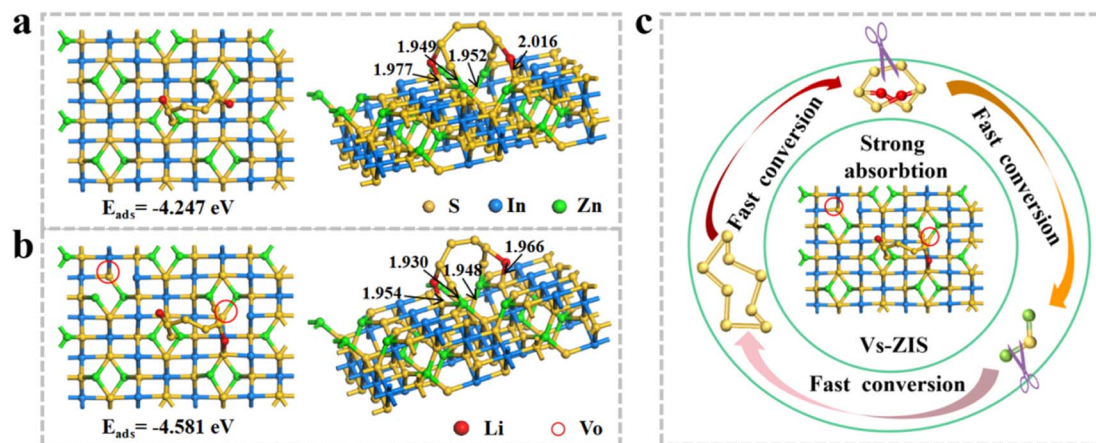 a
1.949
1.952
2.016
1.977
E_ads= -4.247 eV
S In Zn
b
1.966
1.930
1.948
1.954
E_ads= -4.581 eV
Li Vo
c
Fast conversion
Strong
absorbtion
Fast conversion
Vs-ZIS
Fast conversion